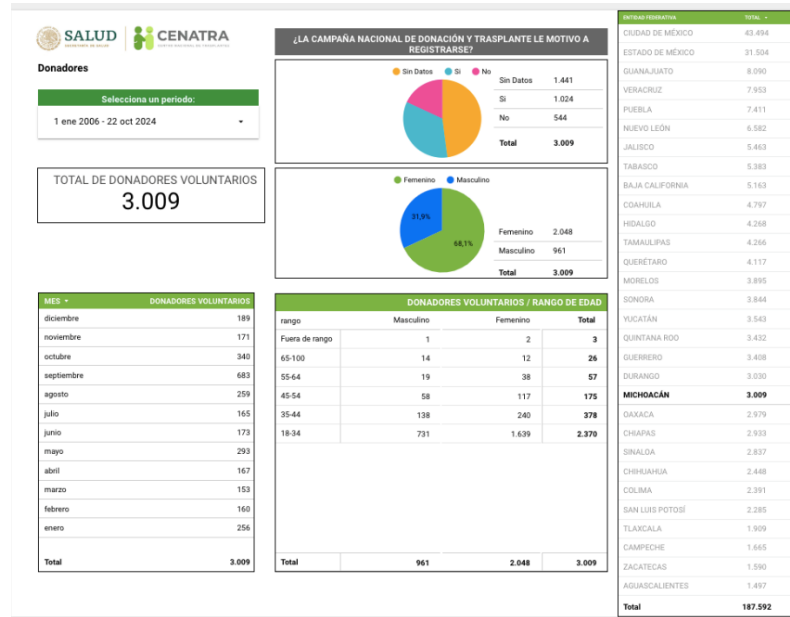 SALUD
SECRETARÍA DE SALUD
CENATRA
CENTRO NACIONAL DE TRASPLANTES
Donadores
Selecciona un periodo:
1 ene 2006 - 22 oct 2024
TOTAL DE DONADORES VOLUNTARIOS
3.009
¿LA CAMPAÑA NACIONAL DE DONACIÓN Y TRASPLANTE LE MOTIVO A
REGISTRARSE?
Sin Datos Si No
Sin Datos 1.441
Si 1.024
No 544
Total 3.009
Femenino Masculino
31,9%
68,1%
Femenino 2.048
Masculino 961
Total 3.009
MES DONADORES VOLUNTARIOS
diciembre 189
noviembre 171
octubre 340
septiembre 683
agosto 259
julio 165
junio 173
mayo 293
abril 167
marzo 153
febrero 160
enero 256
Total 3.009
DONADORES VOLUNTARIOS / RANGO DE EDAD
rango Masculino Femenino Total
Fuera de rango 1 2 3
65-100 14 12 26
55-64 19 38 57
45-54 58 117 175
35-44 138 240 378
18-34 731 1.639 2.370
Total 961 2.048 3.009
ENTIDAD FEDERATIVA TOTAL
CIUDAD DE MÉXICO 43.494
ESTADO DE MÉXICO 31.504
GUANAJUATO 8.090
VERACRUZ 7.953
PUEBLA 7.411
NUEVO LEÓN 6.582
JALISCO 5.463
TABASCO 5.383
BAJA CALIFORNIA 5.163
COAHUILA 4.797
HIDALGO 4.268
TAMAULIPAS 4.266
QUERÉTARO 4.117
MORELOS 3.895
SONORA 3.844
YUCATÁN 3.543
QUINTANA ROO 3.432
GUERRERO 3.408
DURANGO 3.030
MICHOACÁN 3.009
OAXACA 2.979
CHIAPAS 2.933
SINALOA 2.837
CHIHUAHUA 2.448
COLIMA 2.391
SAN LUIS POTOSÍ 2.285
TLAXCALA 1.909
CAMPECHE 1.665
ZACATECAS 1.590
AGUASCALIENTES 1.497
Total 187.592